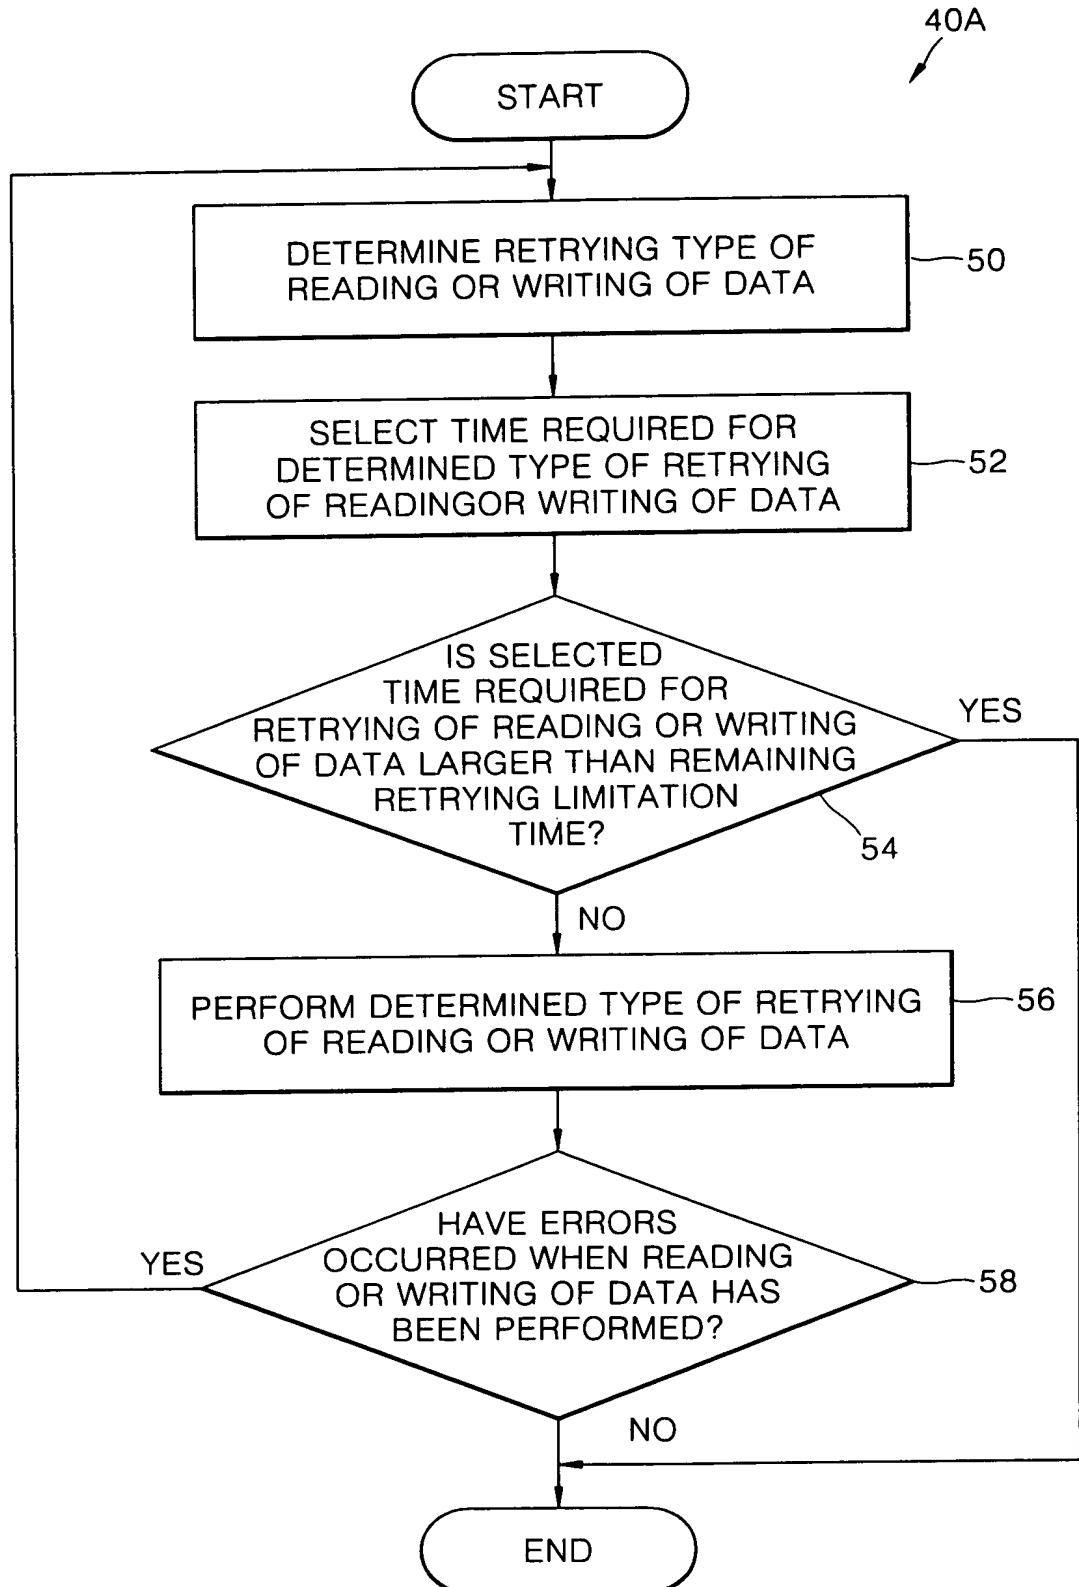 40A
START
DETERMINE RETRYING TYPE OF
READING OR WRITING OF DATA
50
SELECT TIME REQUIRED FOR
DETERMINED TYPE OF RETRYING
OF READINGOR WRITING OF DATA
52
IS SELECTED
TIME REQUIRED FOR
RETRYING OF READING OR WRITING
OF DATA LARGER THAN REMAINING
RETRYING LIMITATION
TIME?
YES
54
NO
PERFORM DETERMINED TYPE OF RETRYING
OF READING OR WRITING OF DATA
56
HAVE ERRORS
OCCURRED WHEN READING
OR WRITING OF DATA HAS
BEEN PERFORMED?
YES
58
NO
END